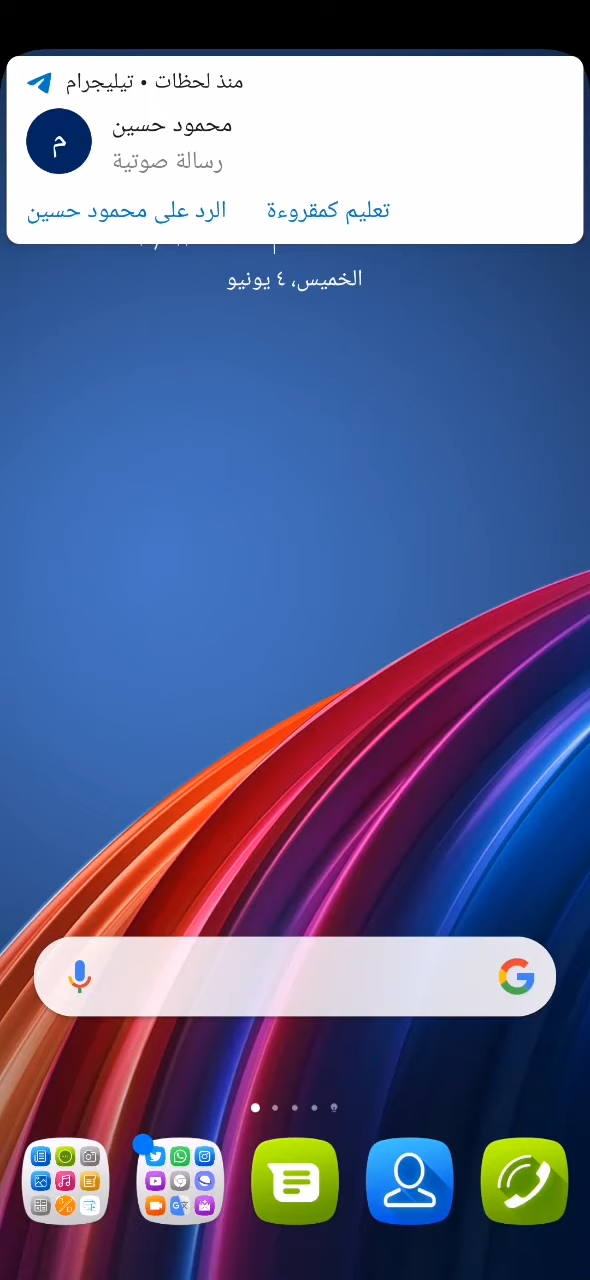 تيليجرام • منذ لحظات
م
محمود حسين
رسالة صوتية
الرد على محمود حسين
تعليم كمقروءة
الخميس، ٤ يونيو